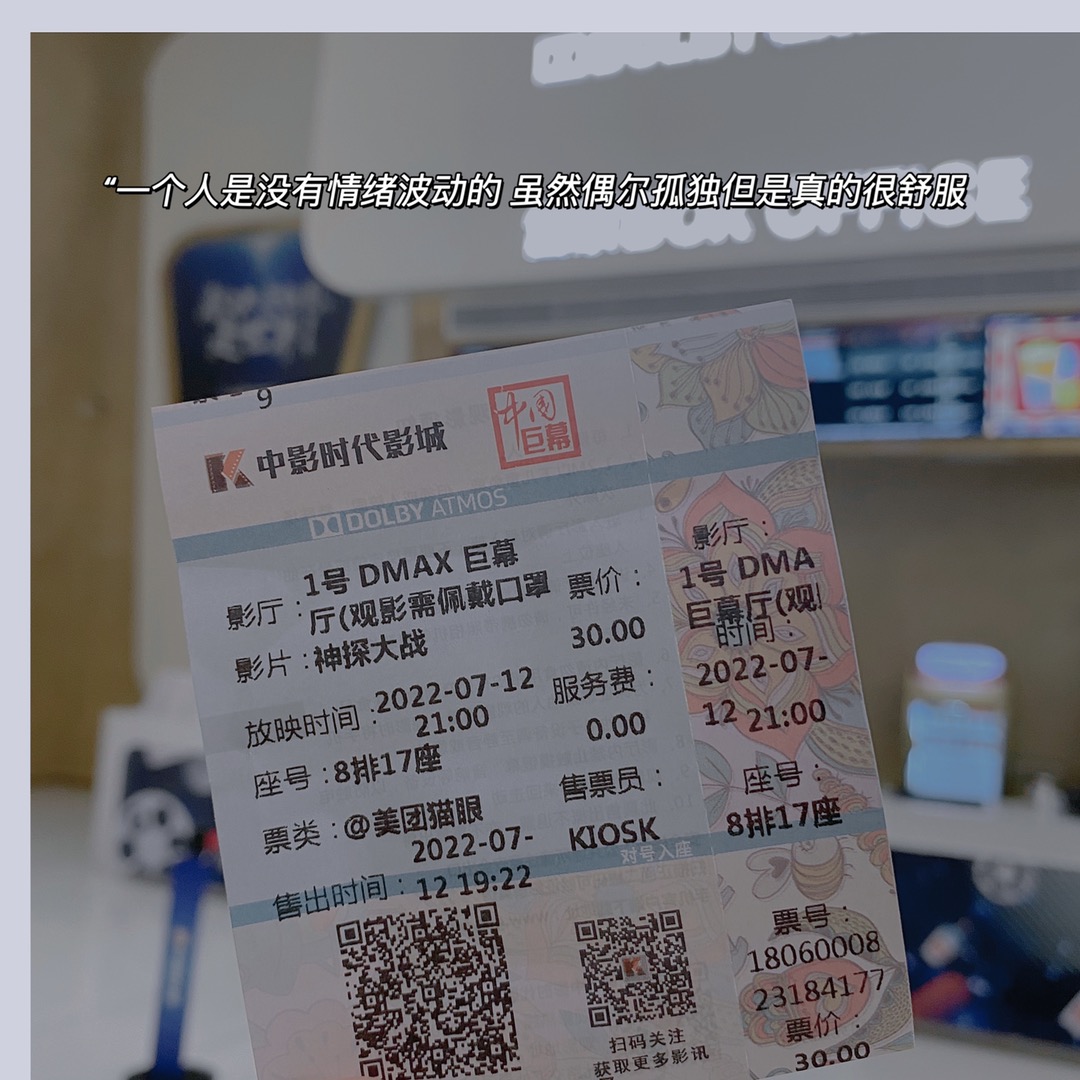 “一个人是没有情绪波动的 虽然偶尔孤独但是真的很舒服
BOX OFFICE
9
中影时代影城
中国
巨幕
DOLBY ATMOS
1号 DMAX 巨幕
影厅：厅(观影需佩戴口罩
票价：
影片：神探大战
30.00
放映时间：2022-07-12
21:00
服务费：
0.00
座号：8排17座
售票员：
票类：@美团猫眼
KIOSK
2022-07-
售出时间：12 19:22
对号入座
扫码关注
获取更多影讯
影厅：
1号 DMA
巨幕厅(观
时间：
2022-07-
12 21:00
座号：
8排17座
票号：
18060008
23184177
票价：
30.00